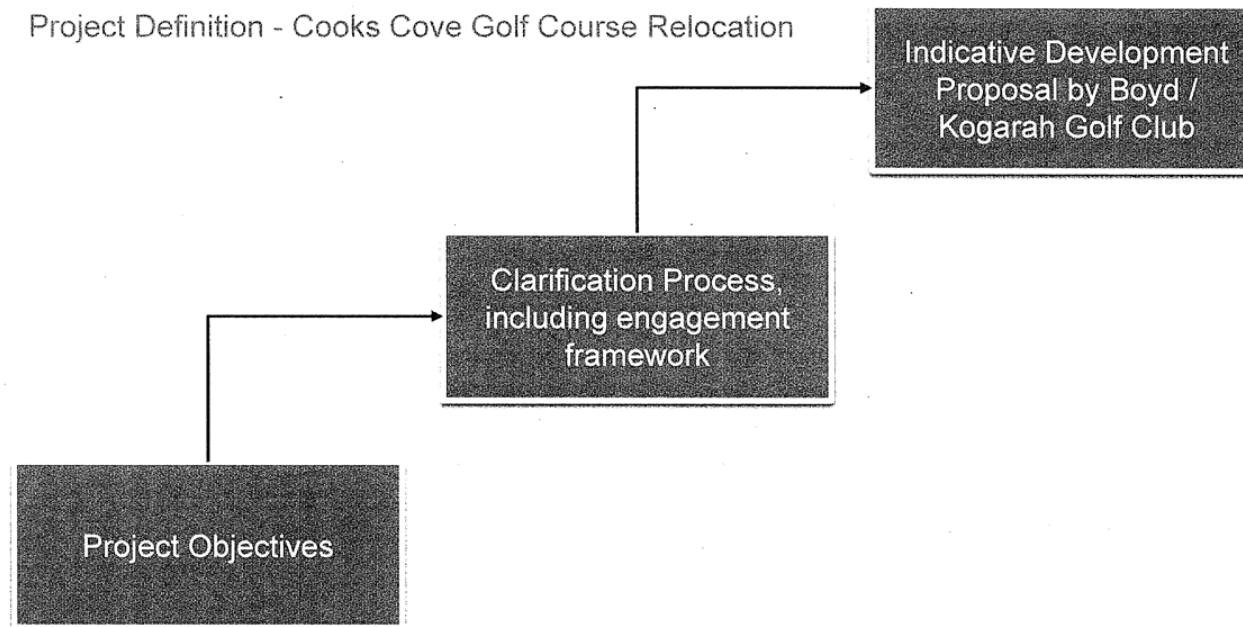 Project Definition - Cooks Cove Golf Course Relocation
Indicative Development
Proposal by Boyd /
Kogarah Golf Club
Clarification Process,
including engagement
framework
Project Objectives